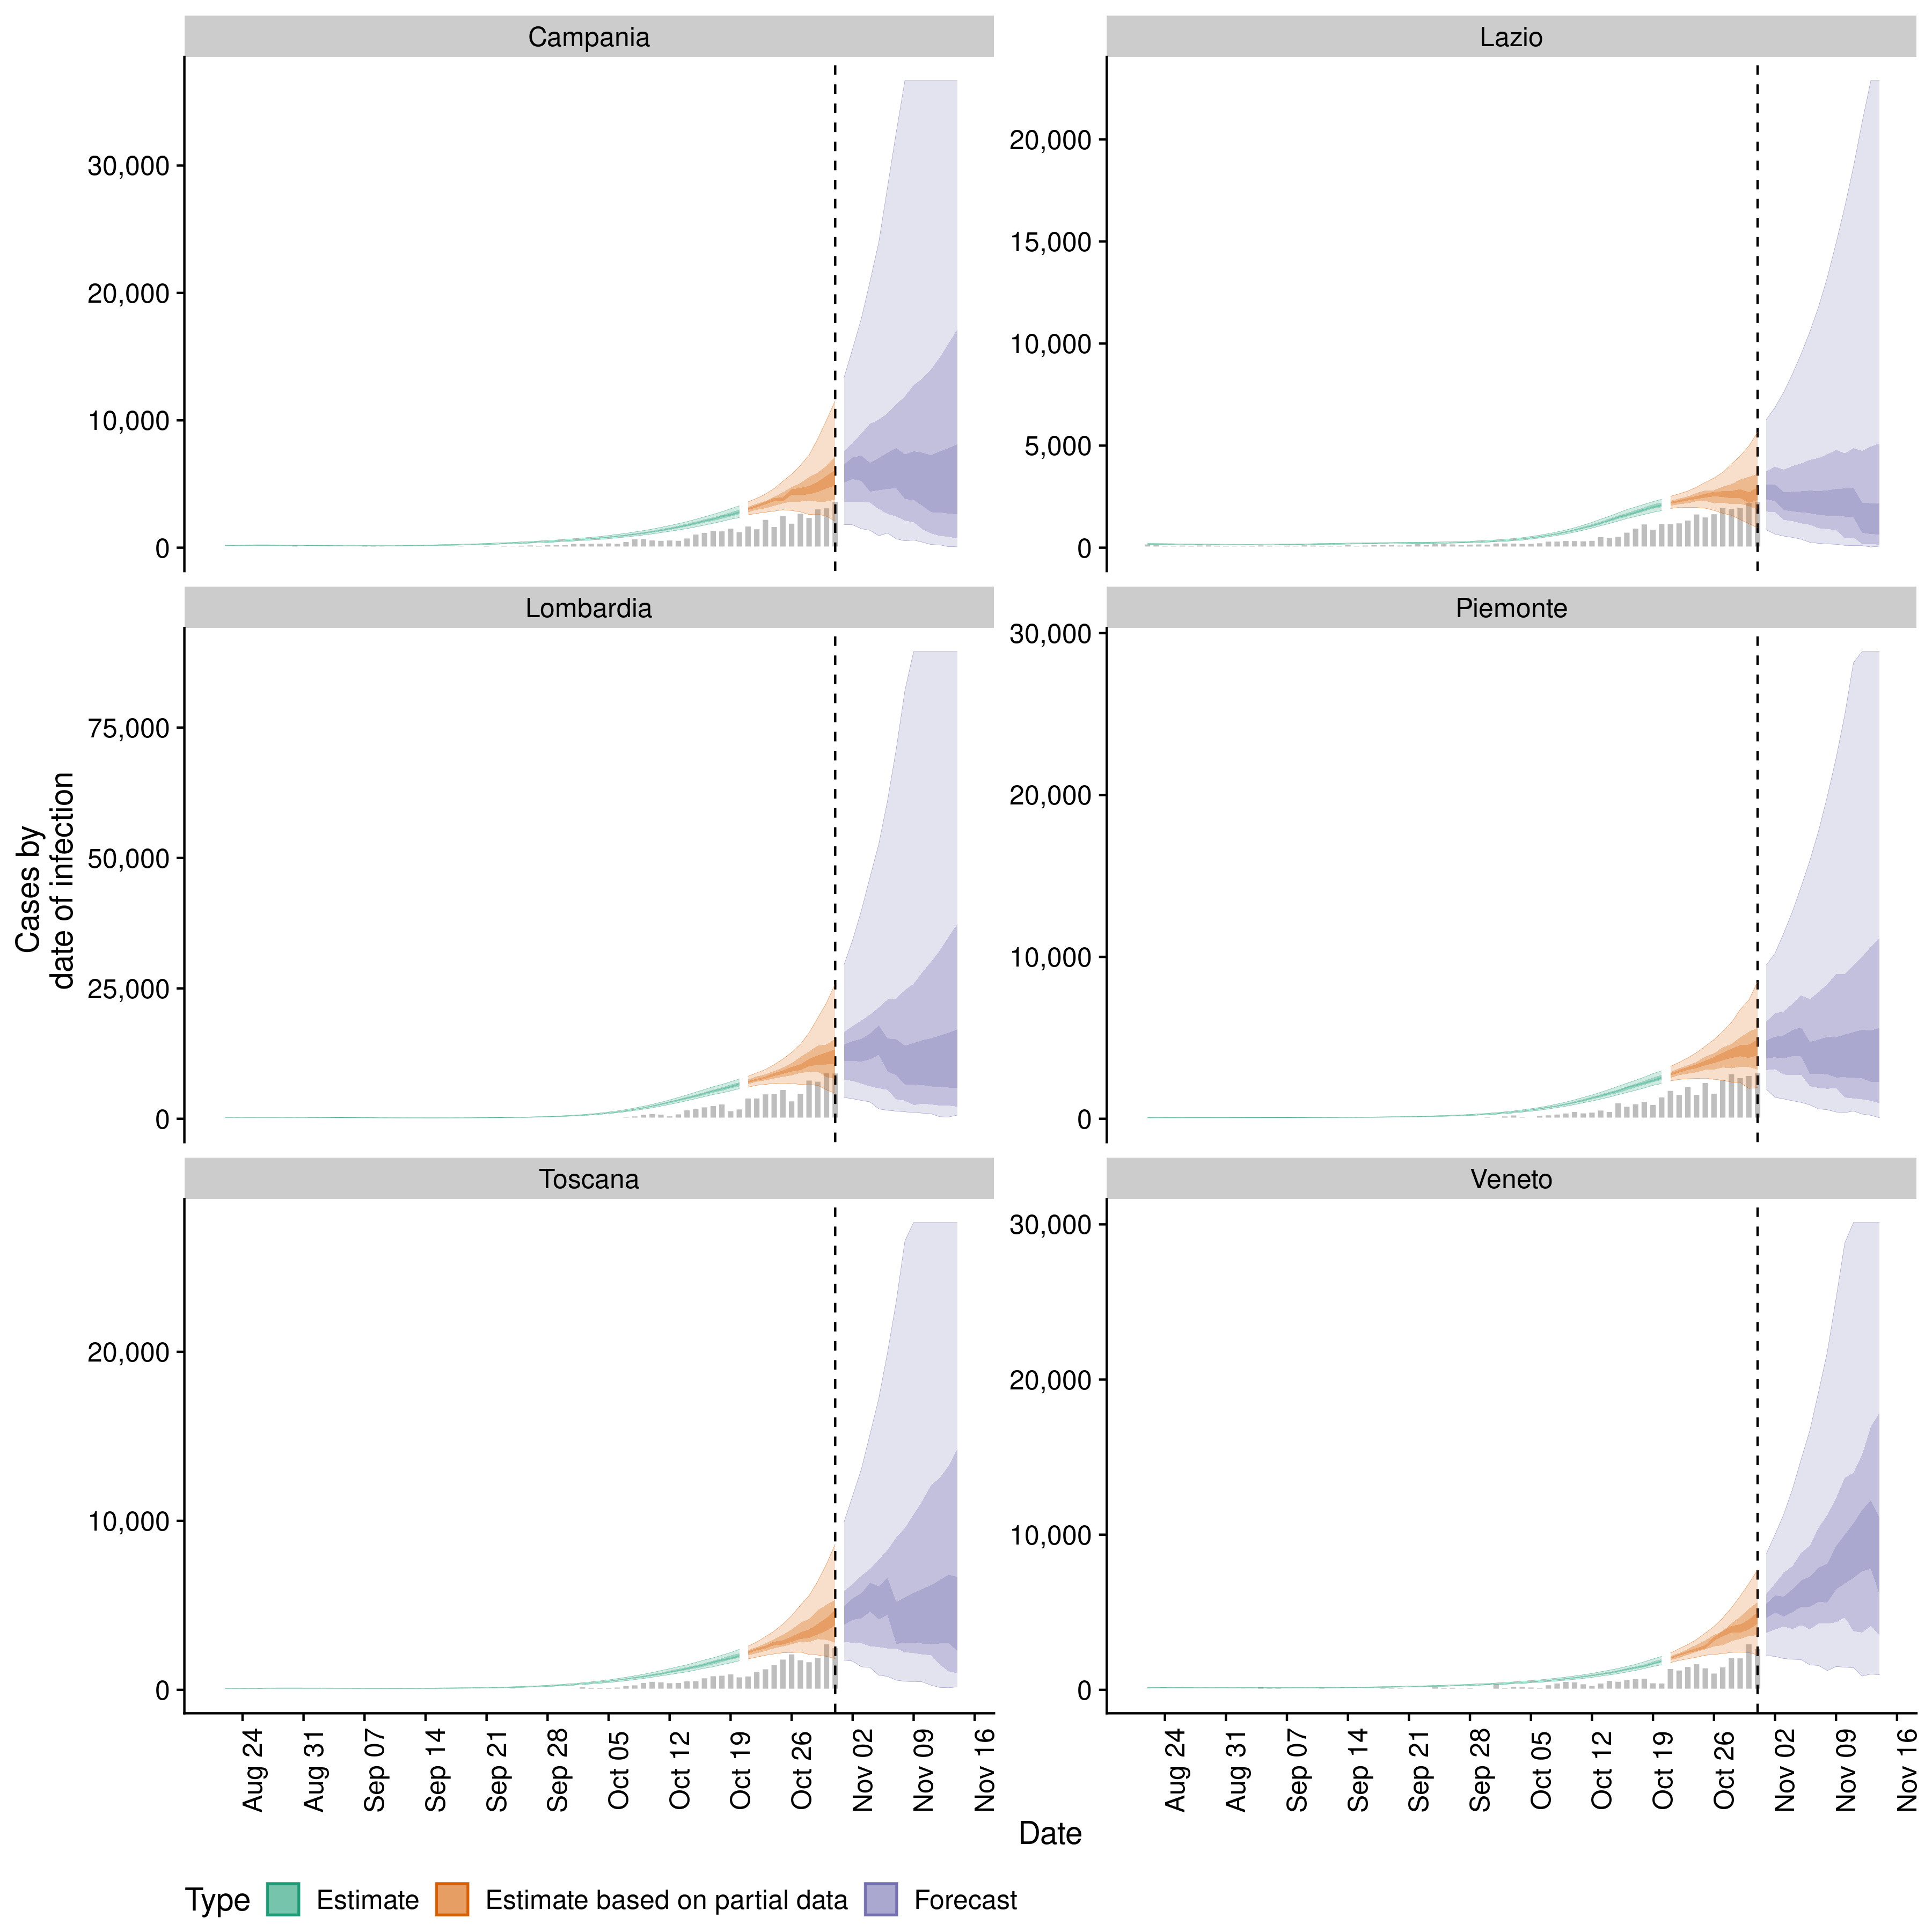 Campania
Lazio
30,000
20,000
10,000
0
20,000
15,000
10,000
5,000
0
Lombardia
Piemonte
75,000
50,000
25,000
0
30,000
20,000
10,000
0
Toscana
Veneto
20,000
10,000
0
30,000
20,000
10,000
0
Cases by
date of infection
Aug 24
Aug 31
Sep 07
Sep 14
Sep 21
Sep 28
Oct 05
Oct 12
Oct 19
Oct 26
Nov 02
Nov 09
Nov 16
Aug 24
Aug 31
Sep 07
Sep 14
Sep 21
Sep 28
Oct 05
Oct 12
Oct 19
Oct 26
Nov 02
Nov 09
Nov 16
Date
Type Estimate Estimate based on partial data Forecast